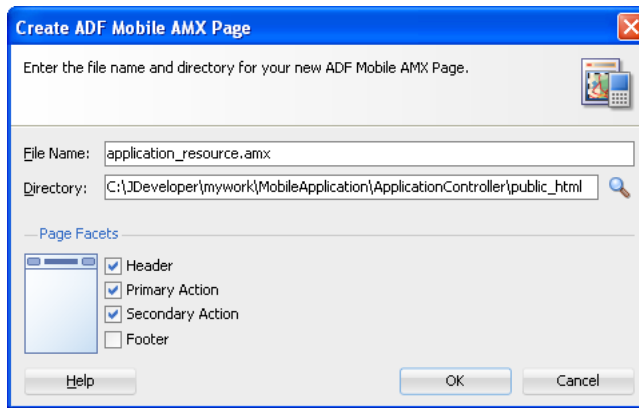 Create ADF Mobile AMX Page
Enter the file name and directory for your new ADF Mobile AMX Page.
File Name: application_resource.amx
Directory: C:\JDeveloper\mywork\MobileApplication\ApplicationController\public_html
Page Facets
Header
Primary Action
Secondary Action
Footer
Help OK Cancel